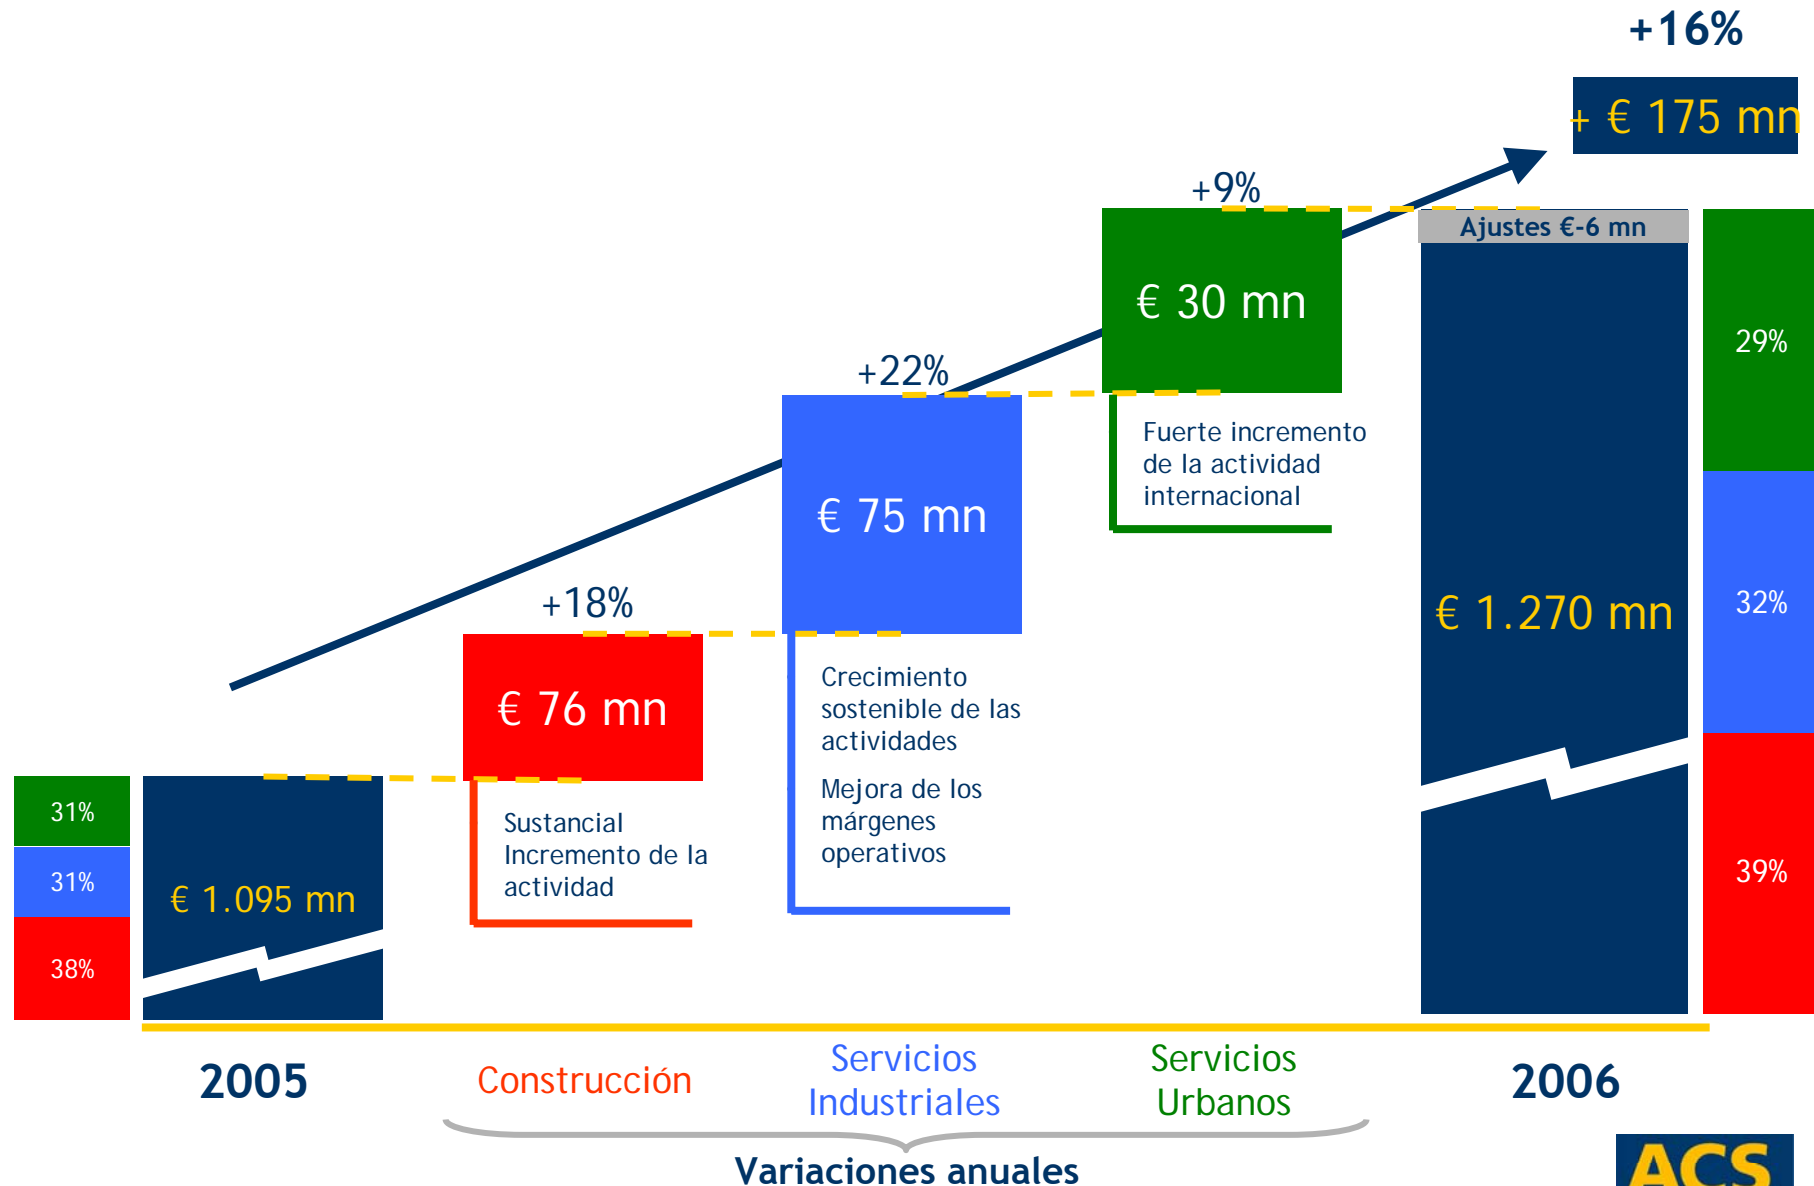 +16%
+ € 175 mn
+9%
Ajustes €-6 mn
€ 30 mn
29%
+22%
Fuerte incremento
de la actividad
internacional
€ 75 mn
+18%
€ 1.270 mn
32%
€ 76 mn
Crecimiento
sostenible de las
actividades
Mejora de los
márgenes
operativos
31%
Sustancial
Incremento de la
actividad
31%
€ 1.095 mn
39%
38%
2005
Construcción
Servicios
Industriales
Servicios
Urbanos
2006
Variaciones anuales
ACS